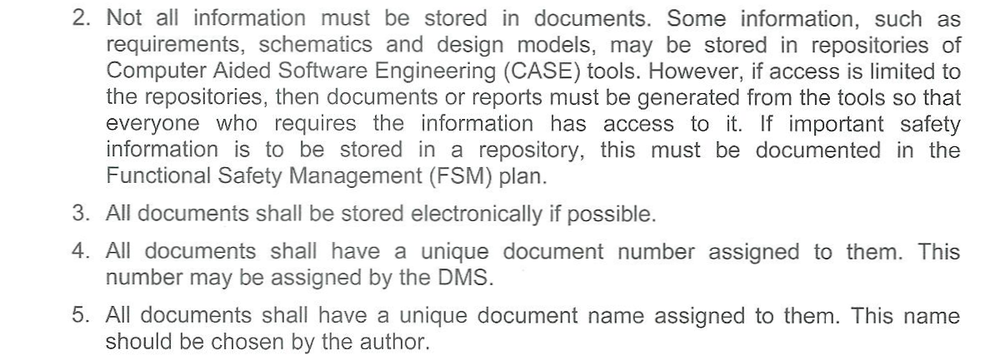 2. Not all information must be stored in documents. Some information, such as
requirements, schematics and design models, may be stored in repositories of
Computer Aided Software Engineering (CASE) tools. However, if access is limited to
the repositories, then documents or reports must be generated from the tools so that
everyone who requires the information has access to it. If important safety
information is to be stored in a repository, this must be documented in the
Functional Safety Management (FSM) plan.
3. All documents shall be stored electronically if possible.
4. All documents shall have a unique document number assigned to them. This
number may be assigned by the DMS.
5. All documents shall have a unique document name assigned to them. This name
should be chosen by the author.